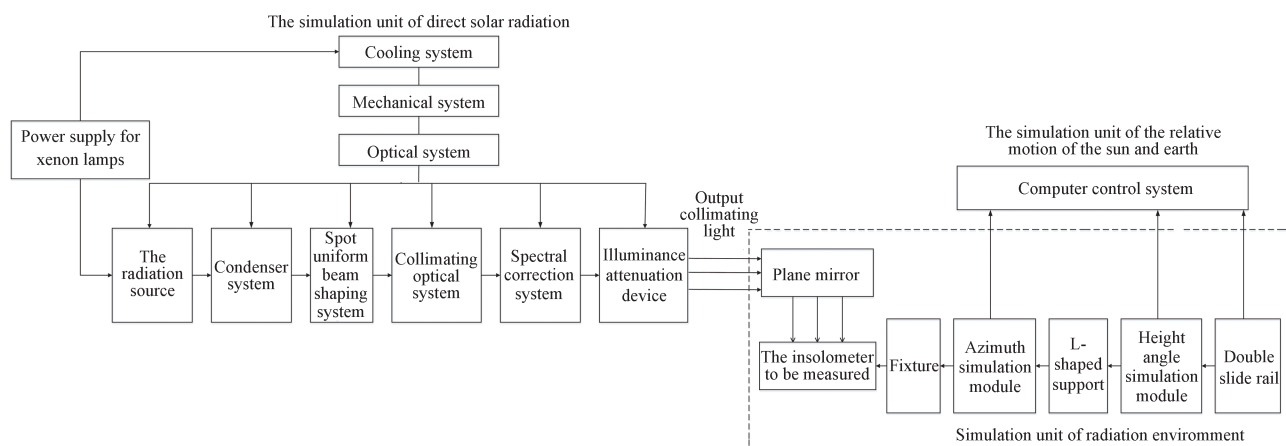 The simulation unit of direct solar radiation
Cooling system
Mechanical system
Optical system
Power supply for
xenon lamps
The
radiation
source
Condenser
system
Spot
uniform
beam
shaping
system
Collimating
optical
system
Spectral
correction
system
Illuminance
attenuation
device
Output
collimating
light
The simulation unit of the relative
motion of the sun and earth
Computer control system
Plane mirror
The insolometer
to be measured
Fixture
Azimuth
simulation
module
L-
shaped
support
Height
angle
simulation
module
Double
slide rail
Simulation unit of radiation enviromment